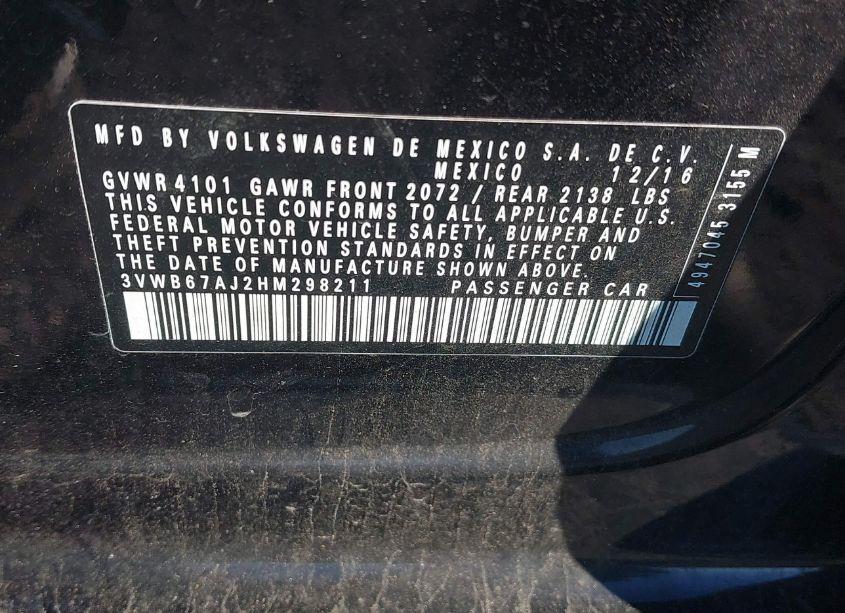 MFD BY VOLKSWAGEN DE MEXICO S.A. DE C.V.
MEXICO 12/16
GVWR 4101 GAWR FRONT 2072 / REAR 2138 LBS
THIS VEHICLE CONFORMS TO ALL APPLICABLE U.S.
FEDERAL MOTOR VEHICLE SAFETY, BUMPER AND
THEFT PREVENTION STANDARDS IN EFFECT ON
THE DATE OF MANUFACTURE SHOWN ABOVE.
3VWB67AJ2HM298211 PASSENGER CAR
4947045 3155 M